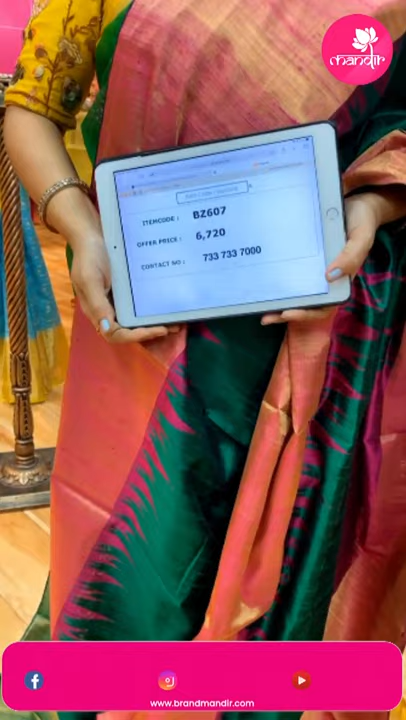 mandir
ITEMCODE : BZ607
OFFER PRICE : 6,720
CONTACT NO : 733 733 7000
www.brandmandir.com